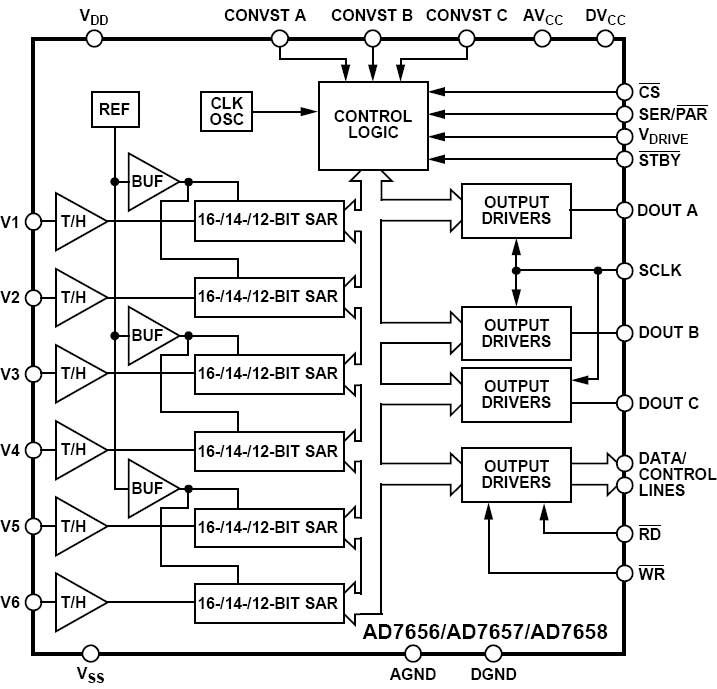 VDD
CONVST A
CONVST B
CONVST C
AVCC
DVCC
REF
CLK
OSC
CONTROL
LOGIC
CS
SER/PAR
VDRIVE
STBY
BUF
V1
T/H
16-/14-/12-BIT SAR
OUTPUT
DRIVERS
DOUT A
SCLK
V2
T/H
16-/14-/12-BIT SAR
BUF
OUTPUT
DRIVERS
DOUT B
V3
T/H
16-/14-/12-BIT SAR
OUTPUT
DRIVERS
DOUT C
V4
T/H
16-/14-/12-BIT SAR
BUF
OUTPUT
DRIVERS
DATA/
CONTROL
LINES
V5
T/H
16-/14-/12-BIT SAR
RD
WR
V6
T/H
16-/14-/12-BIT SAR
AD7656/AD7657/AD7658
VSS
AGND
DGND